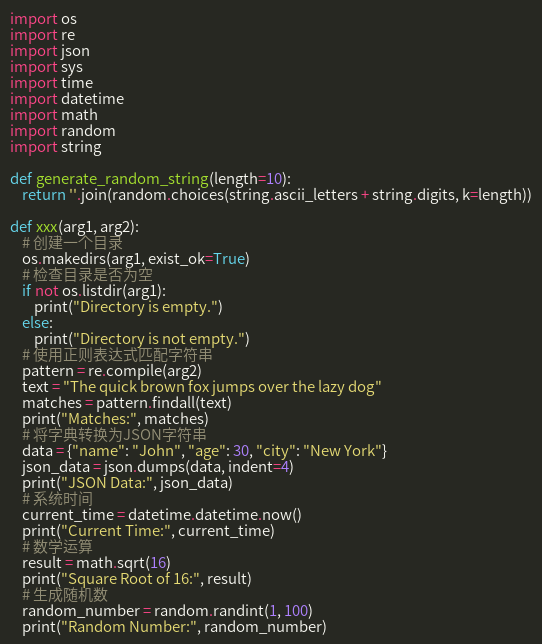 import os
import re
import json
import sys
import time
import datetime
import math
import random
import string

def generate_random_string(length=10):
    return ''.join(random.choices(string.ascii_letters + string.digits, k=length))

def xxx(arg1, arg2):
    # 创建一个目录
    os.makedirs(arg1, exist_ok=True)
    # 检查目录是否为空
    if not os.listdir(arg1):
        print("Directory is empty.")
    else:
        print("Directory is not empty.")
    # 使用正则表达式匹配字符串
    pattern = re.compile(arg2)
    text = "The quick brown fox jumps over the lazy dog"
    matches = pattern.findall(text)
    print("Matches:", matches)
    # 将字典转换为JSON字符串
    data = {"name": "John", "age": 30, "city": "New York"}
    json_data = json.dumps(data, indent=4)
    print("JSON Data:", json_data)
    # 系统时间
    current_time = datetime.datetime.now()
    print("Current Time:", current_time)
    # 数学运算
    result = math.sqrt(16)
    print("Square Root of 16:", result)
    # 生成随机数
    random_number = random.randint(1, 100)
    print("Random Number:", random_number)